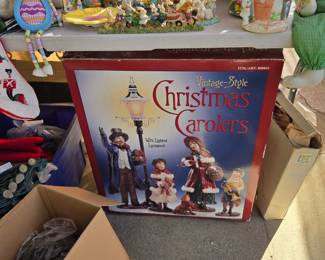 Vintage-Style
Christmas
Carolers
With Lighted
Lamppost